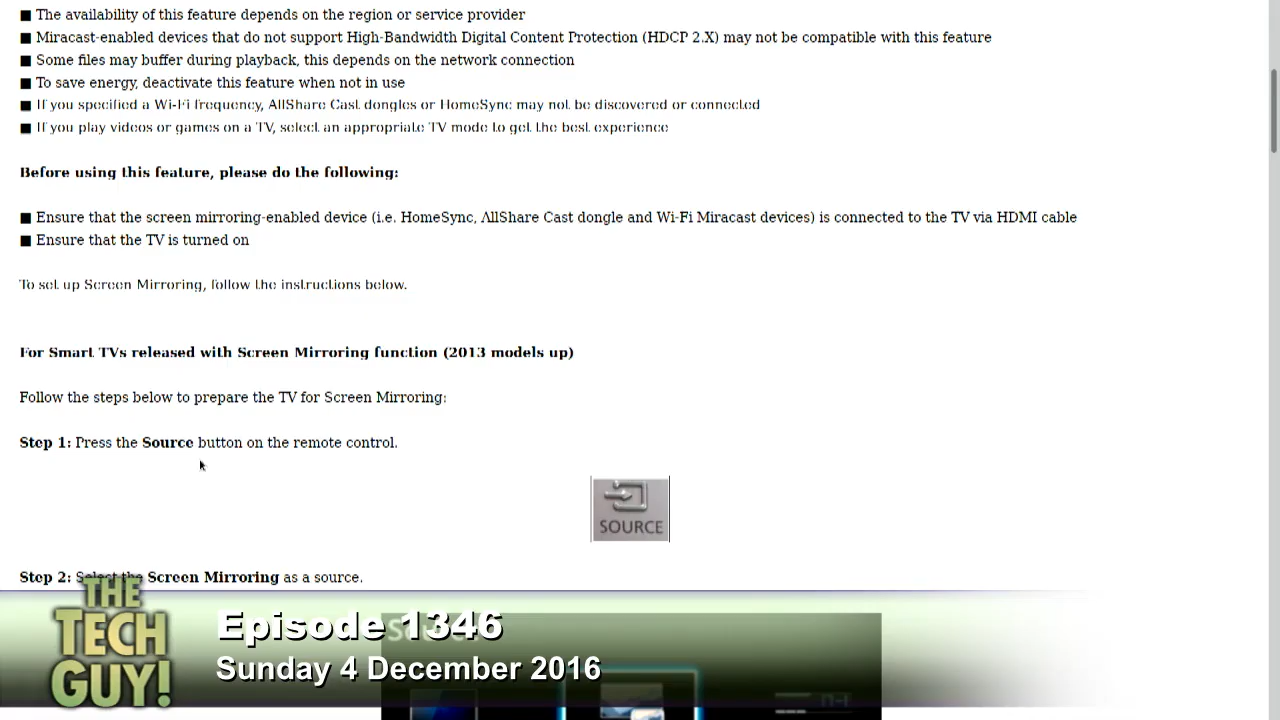 ■ The availability of this feature depends on the region or service provider
■ Miracast-enabled devices that do not support High-Bandwidth Digital Content Protection (HDCP 2.X) may not be compatible with this feature
■ Some files may buffer during playback, this depends on the network connection
■ To save energy, deactivate this feature when not in use
■ If you specified a Wi-Fi frequency, AllShare Cast dongles or HomeSync may not be discovered or connected
■ If you play videos or games on a TV, select an appropriate TV mode to get the best experience
Before using this feature, please do the following:
■ Ensure that the screen mirroring-enabled device (i.e. HomeSync, AllShare Cast dongle and Wi-Fi Miracast devices) is connected to the TV via HDMI cable
■ Ensure that the TV is turned on
To set up Screen Mirroring, follow the instructions below.
For Smart TVs released with Screen Mirroring function (2013 models up)
Follow the steps below to prepare the TV for Screen Mirroring:
Step 1: Press the Source button on the remote control.
SOURCE
Step 2: Select the Screen Mirroring as a source.
THE
TECH
GUY!
Episode 1346
Sunday 4 December 2016